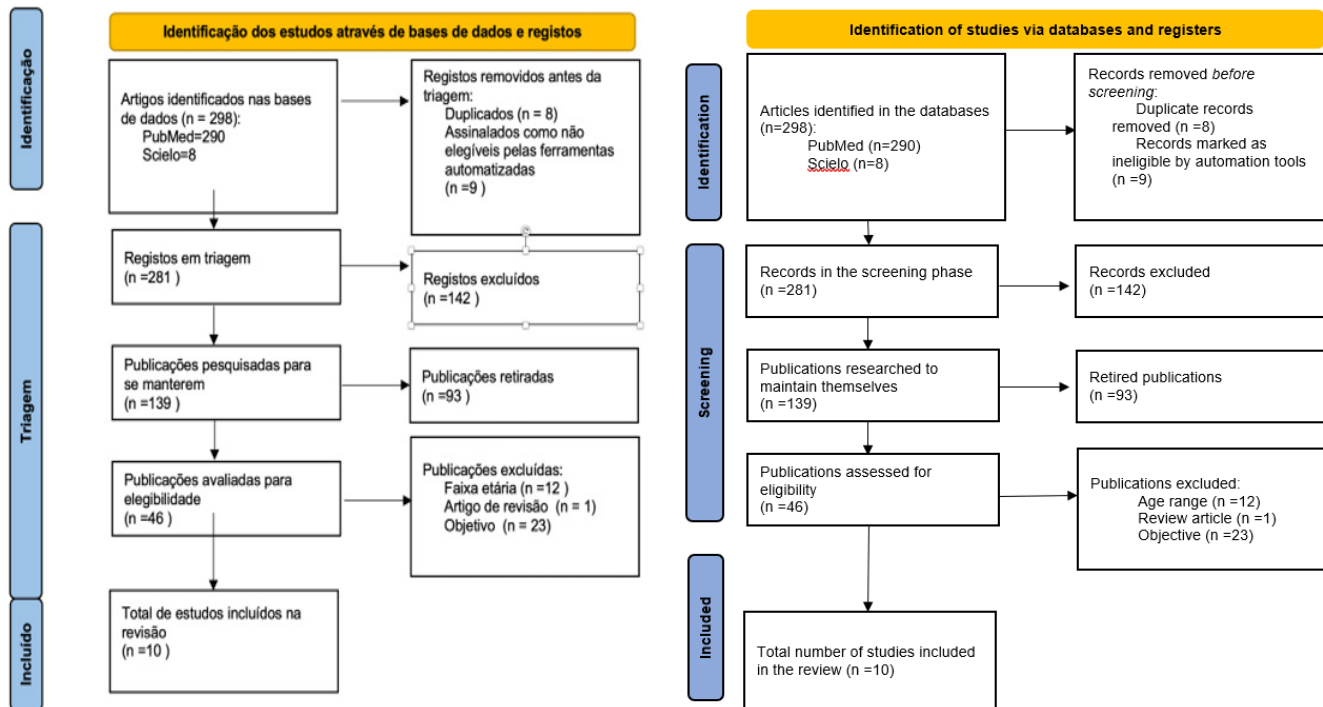 Identificação dos estudos através de bases de dados e registos
Identificação
Artigos identificados nas bases
de dados (n = 298):
PubMed=290
Scielo=8
Registos removidos antes da
triagem:
Duplicados (n = 8)
Assinalados como não
elegíveis pelas ferramentas
automatizadas
(n =9 )
Triagem
Registos em triagem
(n =281 )
Registos excluídos
(n =142 )
Publicações pesquisadas para
se manterem
(n =139 )
Publicações retiradas
(n =93 )
Publicações avaliadas para
elegibilidade
(n =46 )
Publicações excluídas:
Faixa etária (n =12 )
Artigo de revisão (n = 1)
Objetivo (n = 23)
Incluído
Total de estudos incluídos na
revisão
(n =10 )
Identification of studies via databases and registers
Identification
Articles identified in the databases
(n=298):
PubMed (n=290)
Scielo (n=8)
Records removed before
screening:
Duplicate records
removed (n =8)
Records marked as
ineligible by automation tools
(n =9)
Screening
Records in the screening phase
(n =281)
Records excluded
(n =142)
Publications researched to
maintain themselves
(n =139)
Retired publications
(n =93)
Publications assessed for
eligibility
(n =46)
Publications excluded:
Age range (n =12)
Review article (n =1)
Objective (n =23)
Included
Total number of studies included
in the review (n =10)